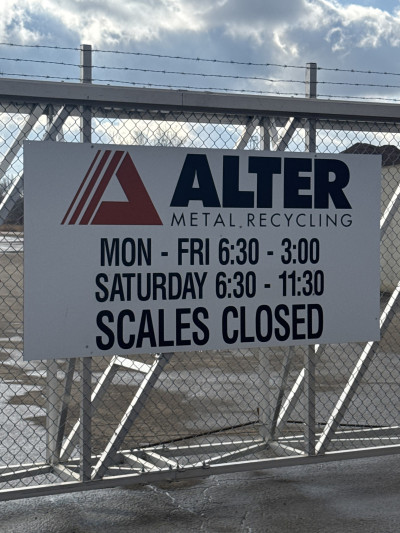 ALTER
METAL RECYCLING
MON - FRI 6:30 - 3:00
SATURDAY 6:30 - 11:30
SCALES CLOSED